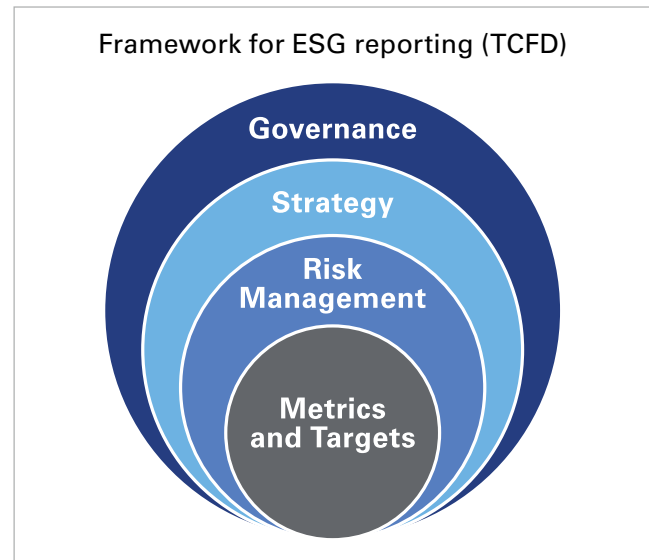 Framework for ESG reporting (TCFD)
Governance
Strategy
Risk
Management
Metrics
and Targets